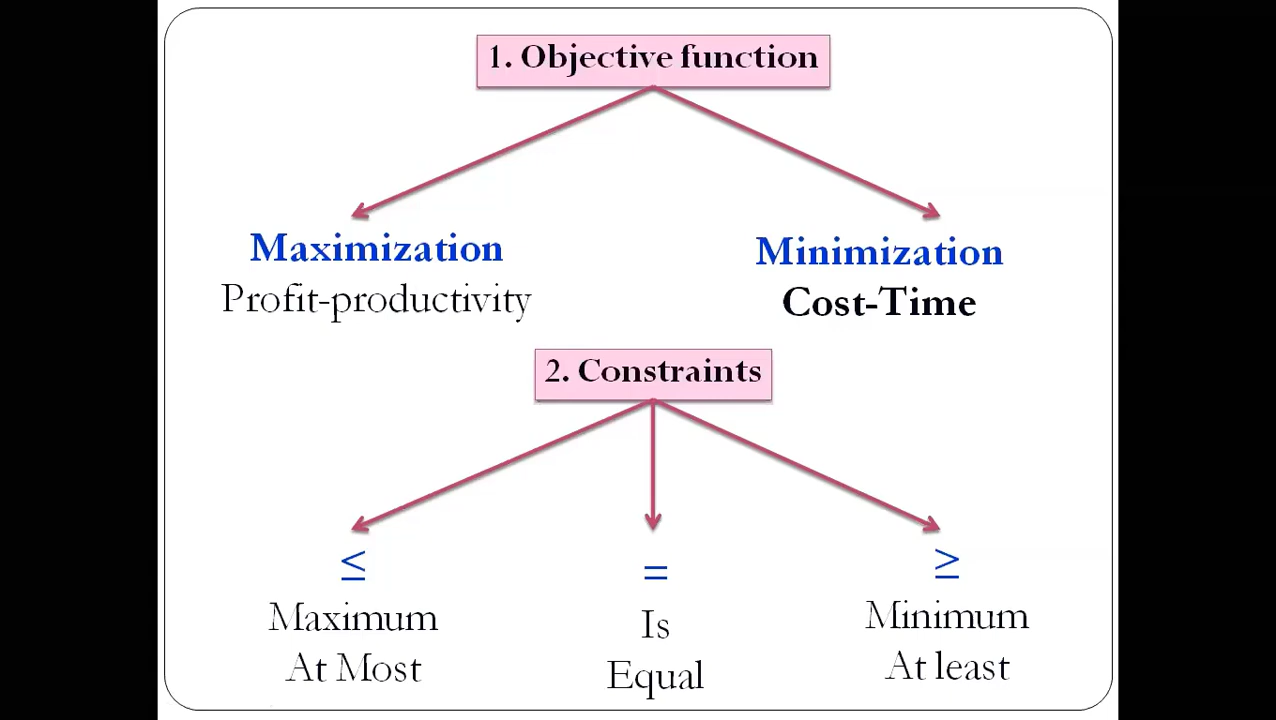 1. Objective function
Maximization
Profit-productivity
Minimization
Cost-Time
2. Constraints
≤
Maximum
At Most
=
Is
Equal
≥
Minimum
At least